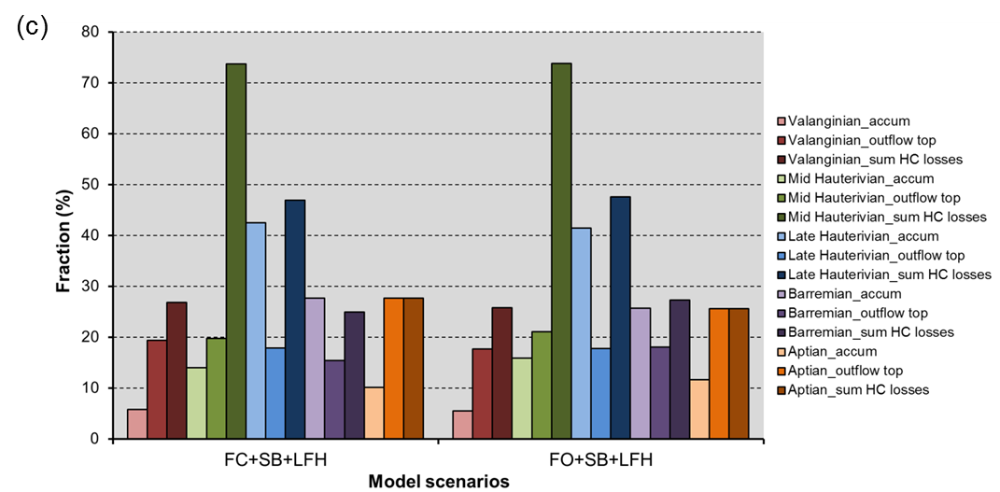 (c)
80
70
60
50
40
30
20
10
0
Fraction (%)
FC+SB+LFH
FO+SB+LFH
Model scenarios
Valanginian_accum
Valanginian_outflow top
Valanginian_sum HC losses
Mid Hauterivian_accum
Mid Hauterivian_outflow top
Mid Hauterivian_sum HC losses
Late Hauterivian_accum
Late Hauterivian_outflow top
Late Hauterivian_sum HC losses
Barremian_accum
Barremian_outflow top
Barremian_sum HC losses
Aptian_accum
Aptian_outflow top
Aptian_sum HC losses